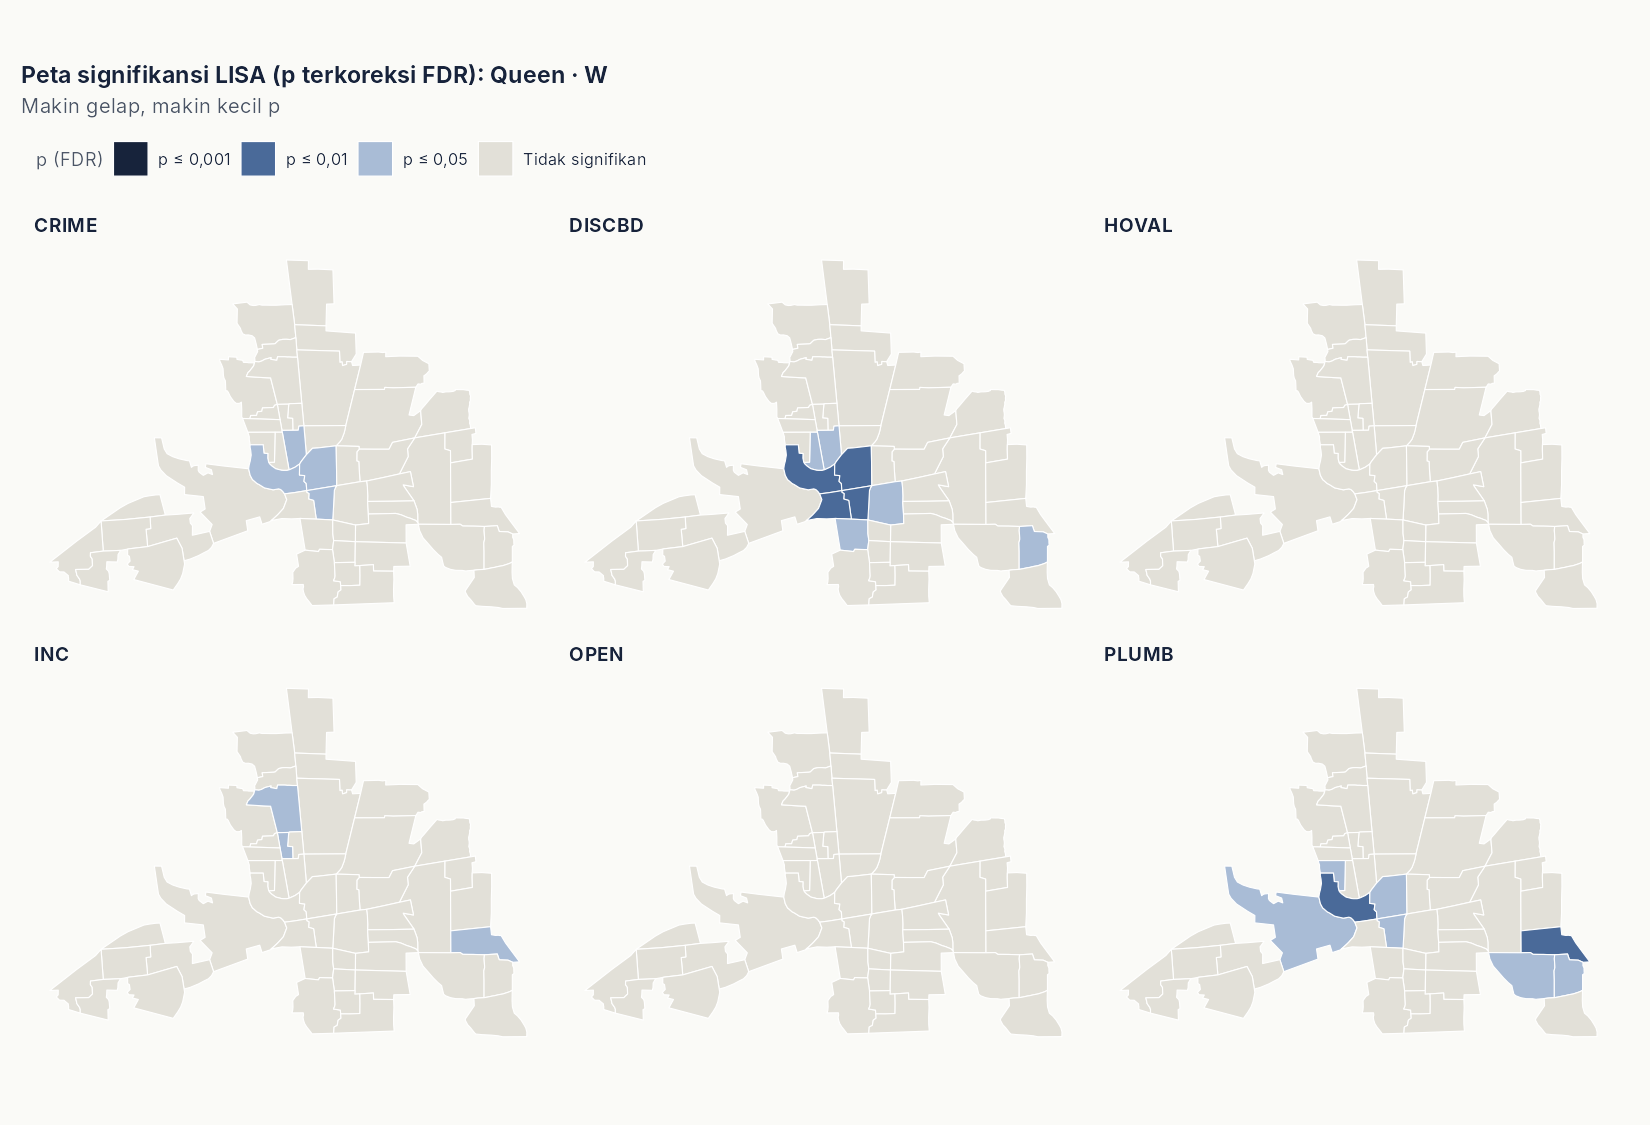 Peta signifikansi LISA (p terkoreksi FDR): Queen · W
Makin gelap, makin kecil p
p (FDR) p ≤ 0,001 p ≤ 0,01 p ≤ 0,05 Tidak signifikan
CRIME DISCBD HOVAL
INC OPEN PLUMB